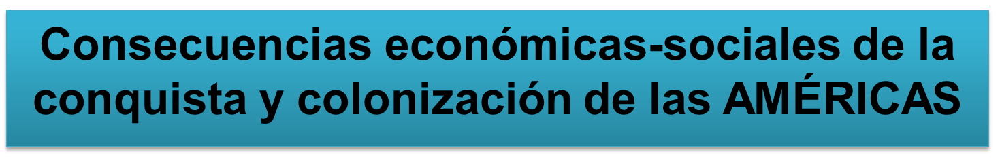 Consecuencias económicas-sociales de la
conquista y colonización de las AMÉRICAS